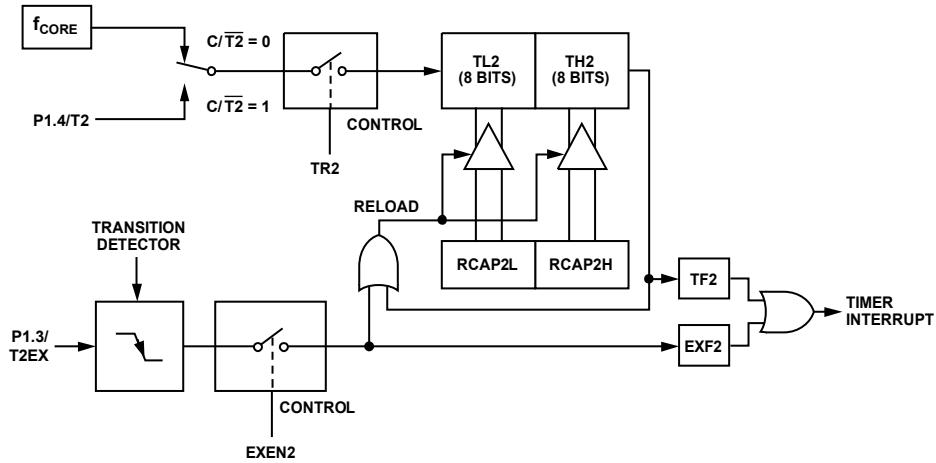 fCORE
C/T2̅ = 0
C/T2̅ = 1
P1.4/T2
CONTROL
TR2
TL2
(8 BITS)
TH2
(8 BITS)
RELOAD
TRANSITION
DETECTOR
RCAP2L
RCAP2H
TF2
TIMER
INTERRUPT
P1.3/
T2EX
EXF2
CONTROL
EXEN2